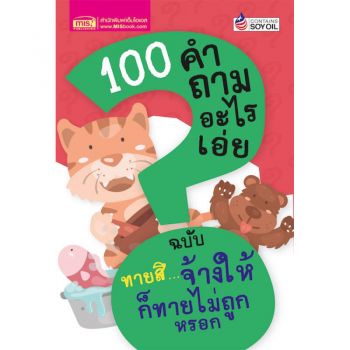 mis
สำนักพิมพ์เอ็มไอเอส
www.MISbook.com
CONTAINS
SOY OIL
100 คำ
ถาม
อะไร
เอ่ย
ฉบับ
ทายสิ...จ้างให้
ก็ทายไม่ถูก
หรอก